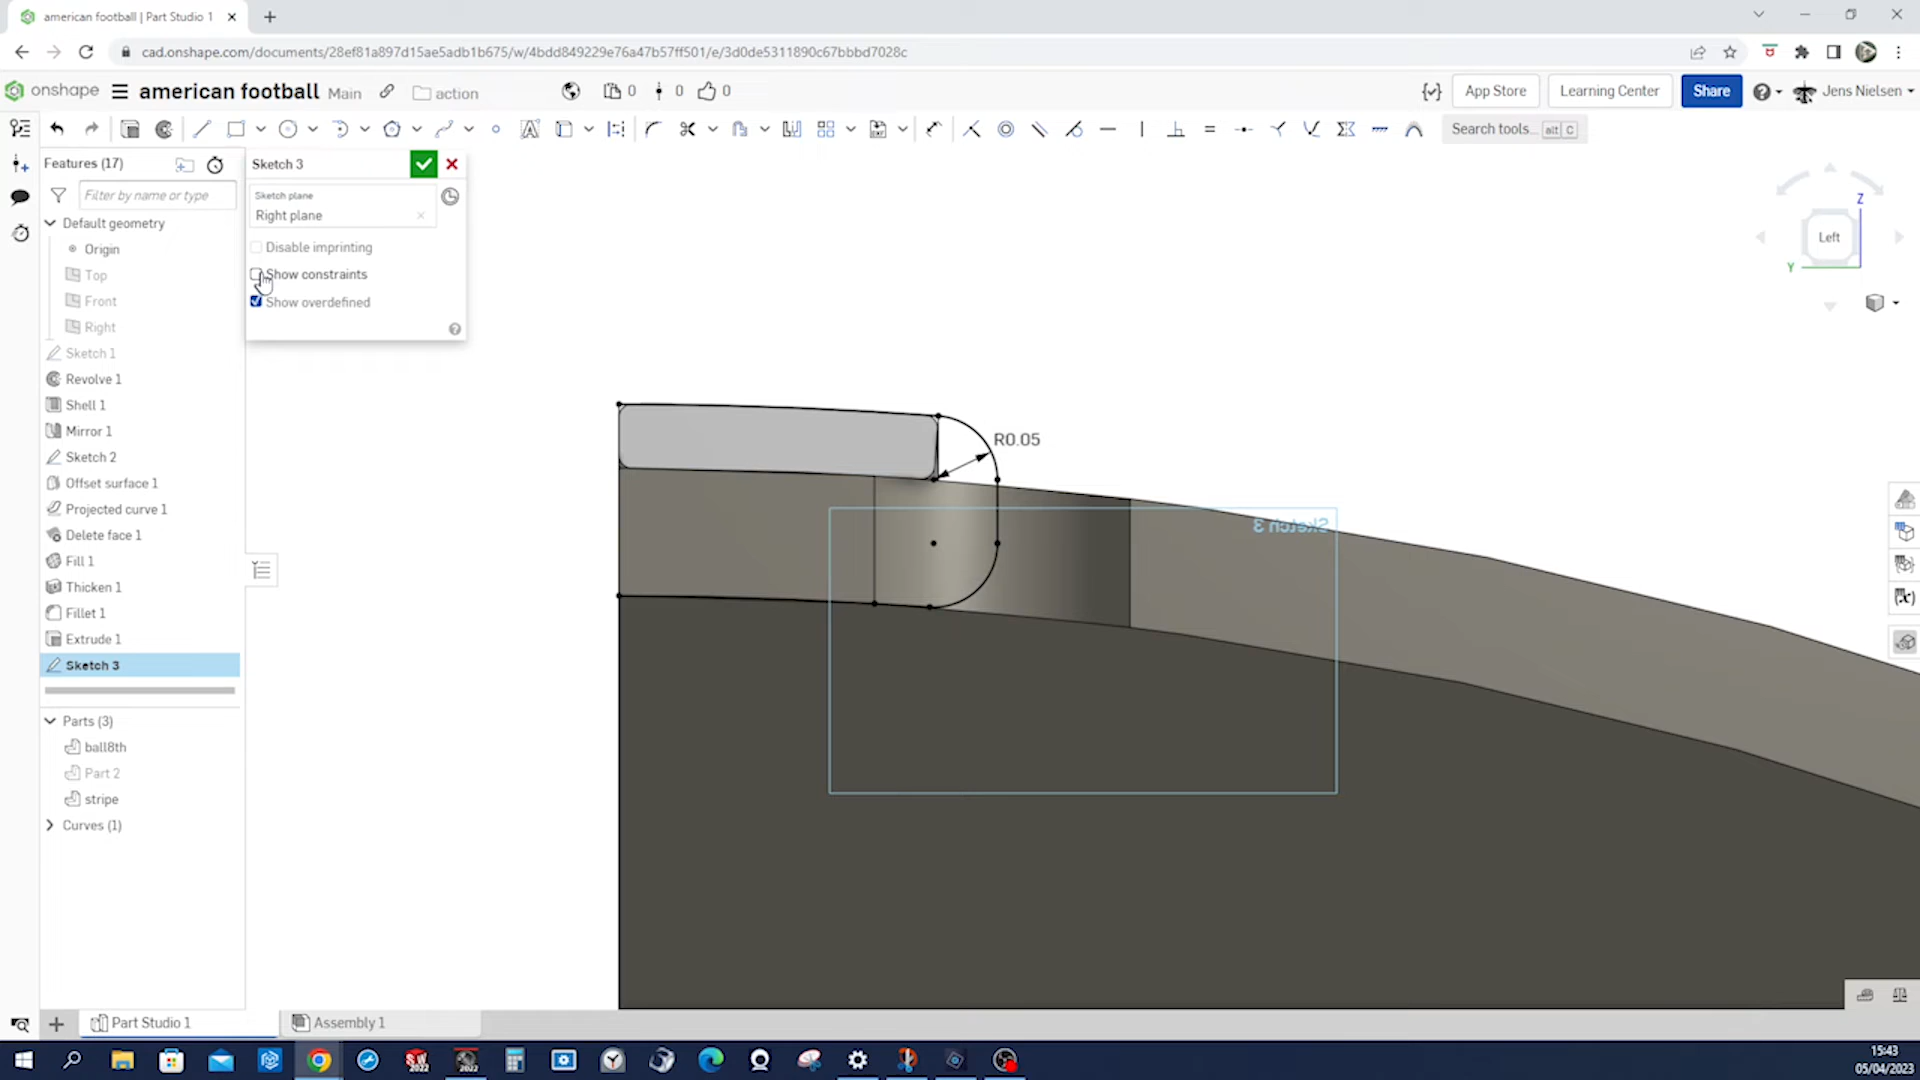 american football | Part Studio 1
cad.onshape.com/documents/28ef81a897d15ae5adb1b675/w/4bdd849229e76a47b57ff501/e/3d0de5311890c67bbbd7028c
onshape american football Main action 0 0 0 App Store Learning Center Share Jens Nielsen
Search tools... alt C
Features (17)
Filter by name or type
Default geometry
Origin
Top
Front
Right
Sketch 1
Revolve 1
Shell 1
Mirror 1
Sketch 2
Offset surface 1
Projected curve 1
Delete face 1
Fill 1
Thicken 1
Fillet 1
Extrude 1
Sketch 3
Parts (3)
ball8th
Part 2
stripe
Curves (1)
Sketch 3
Sketch plane
Right plane
Disable imprinting
Show constraints
Show overdefined
R0.05
Sketch 3
Z
Left
Y
(x)
Part Studio 1
Assembly 1
SW
2022
2022
15:43
05/04/2023